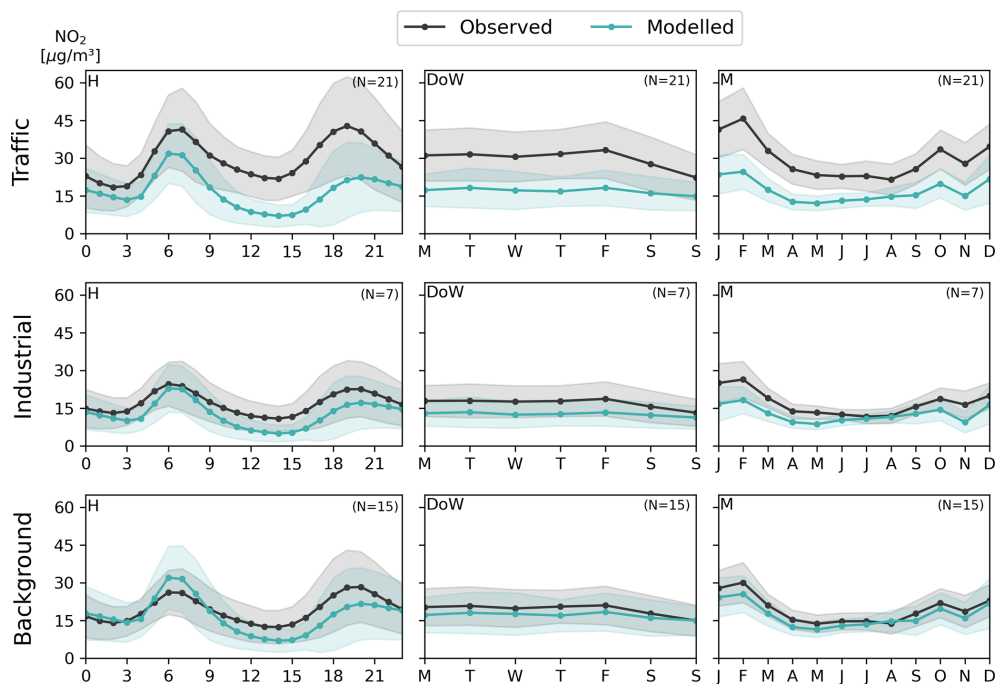 Observed Modelled
NO₂
[μg/m³]
Traffic
60
45
30
15
0
H (N=21)
0 3 6 9 12 15 18 21
DoW (N=21)
M T W T F S S
M (N=21)
J F M A M J J A S O N D
Industrial
60
45
30
15
0
H (N=7)
0 3 6 9 12 15 18 21
DoW (N=7)
M T W T F S S
M (N=7)
J F M A M J J A S O N D
Background
60
45
30
15
0
H (N=15)
0 3 6 9 12 15 18 21
DoW (N=15)
M T W T F S S
M (N=15)
J F M A M J J A S O N D